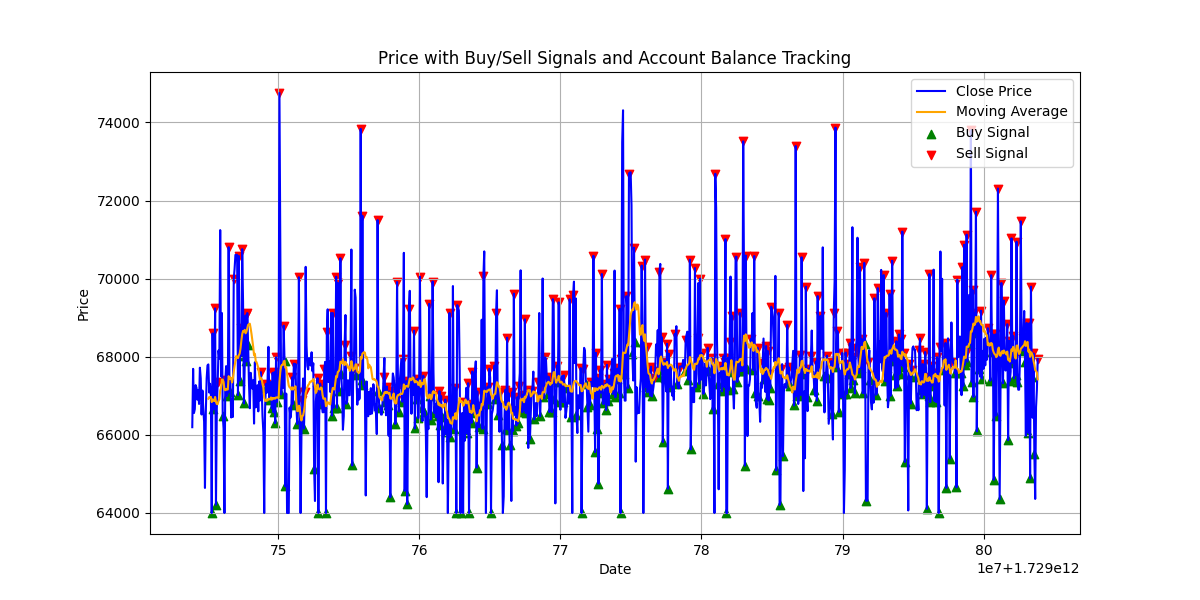 Price with Buy/Sell Signals and Account Balance Tracking
Close Price
Moving Average
Buy Signal
Sell Signal
74000
72000
70000
68000
66000
64000
Price
75 76 77 78 79 80
Date
1e7+1.729e12